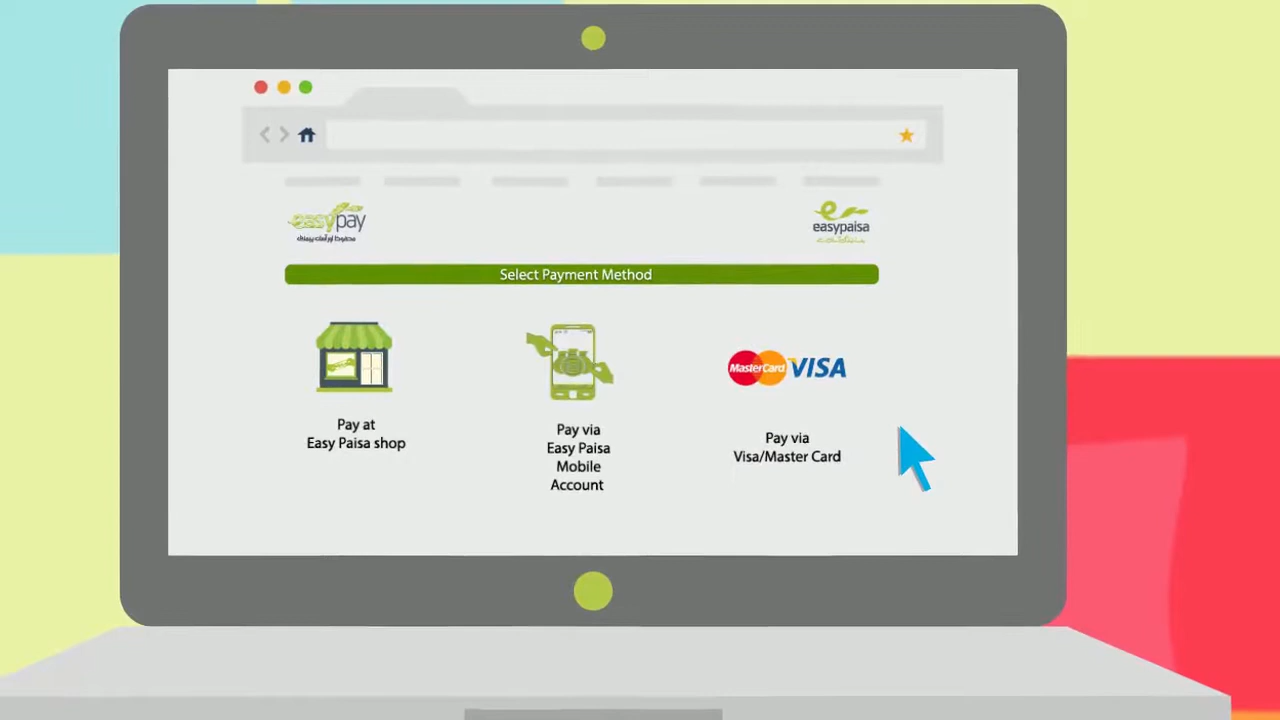 easypay
easypaisa
Select Payment Method
MasterCard VISA
Pay at
Easy Paisa shop
Pay via
Easy Paisa
Mobile
Account
Pay via
Visa/Master Card